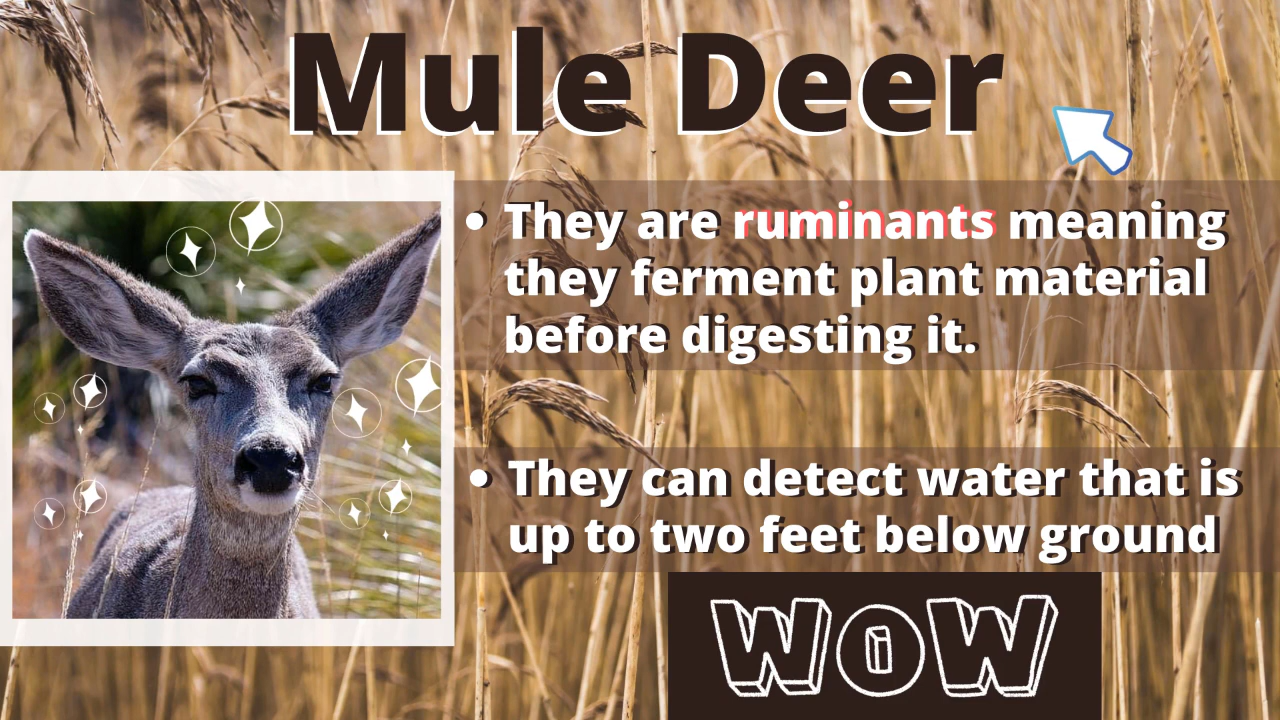 Mule Deer
• They are ruminants meaning
they ferment plant material
before digesting it.
• They can detect water that is
up to two feet below ground
WOW